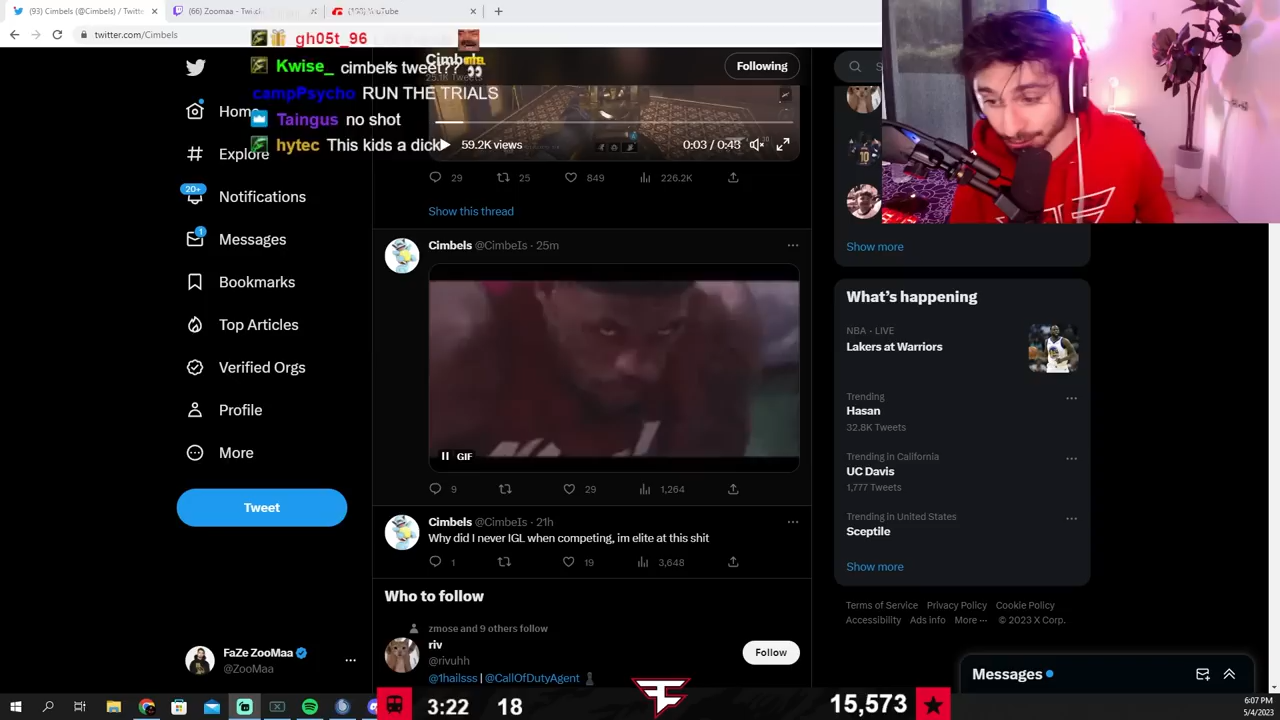 (93) Cimbels (@CimbeIs) / Twitte
(66) Zoomaa - Twitch
YouTube
twitter.com/CimbeIs
gh05t_96
Kwise_ cimbels tweet??
campPsycho RUN THE TRIALS
Taingus no shot
hytec This kids a dick
Home
Explore
20+
Notifications
1
Messages
Bookmarks
Top Articles
Verified Orgs
Profile
More
Tweet
FaZe ZooMaa
@ZooMaa
Cimbels
25.1K Tweets
Following
59.2K views
0:03 / 0:43
29 25 849 226.2K
Show this thread
Cimbels @CimbeIs · 25m
GIF
9 29 1,264
Cimbels @CimbeIs · 21h
Why did I never IGL when competing, im elite at this shit
1 19 3,648
Who to follow
zmose and 9 others follow
riv
@rivuhh
Follow
@1hailsss | @CallOfDutyAgent
Show more
What's happening
NBA · LIVE
Lakers at Warriors
Trending
Hasan
32.8K Tweets
Trending in California
UC Davis
1,777 Tweets
Trending in United States
Sceptile
Show more
Terms of Service Privacy Policy Cookie Policy
Accessibility Ads info More ··· © 2023 X Corp.
Messages
3:22 18 15,573
6:07 PM
5/4/2023